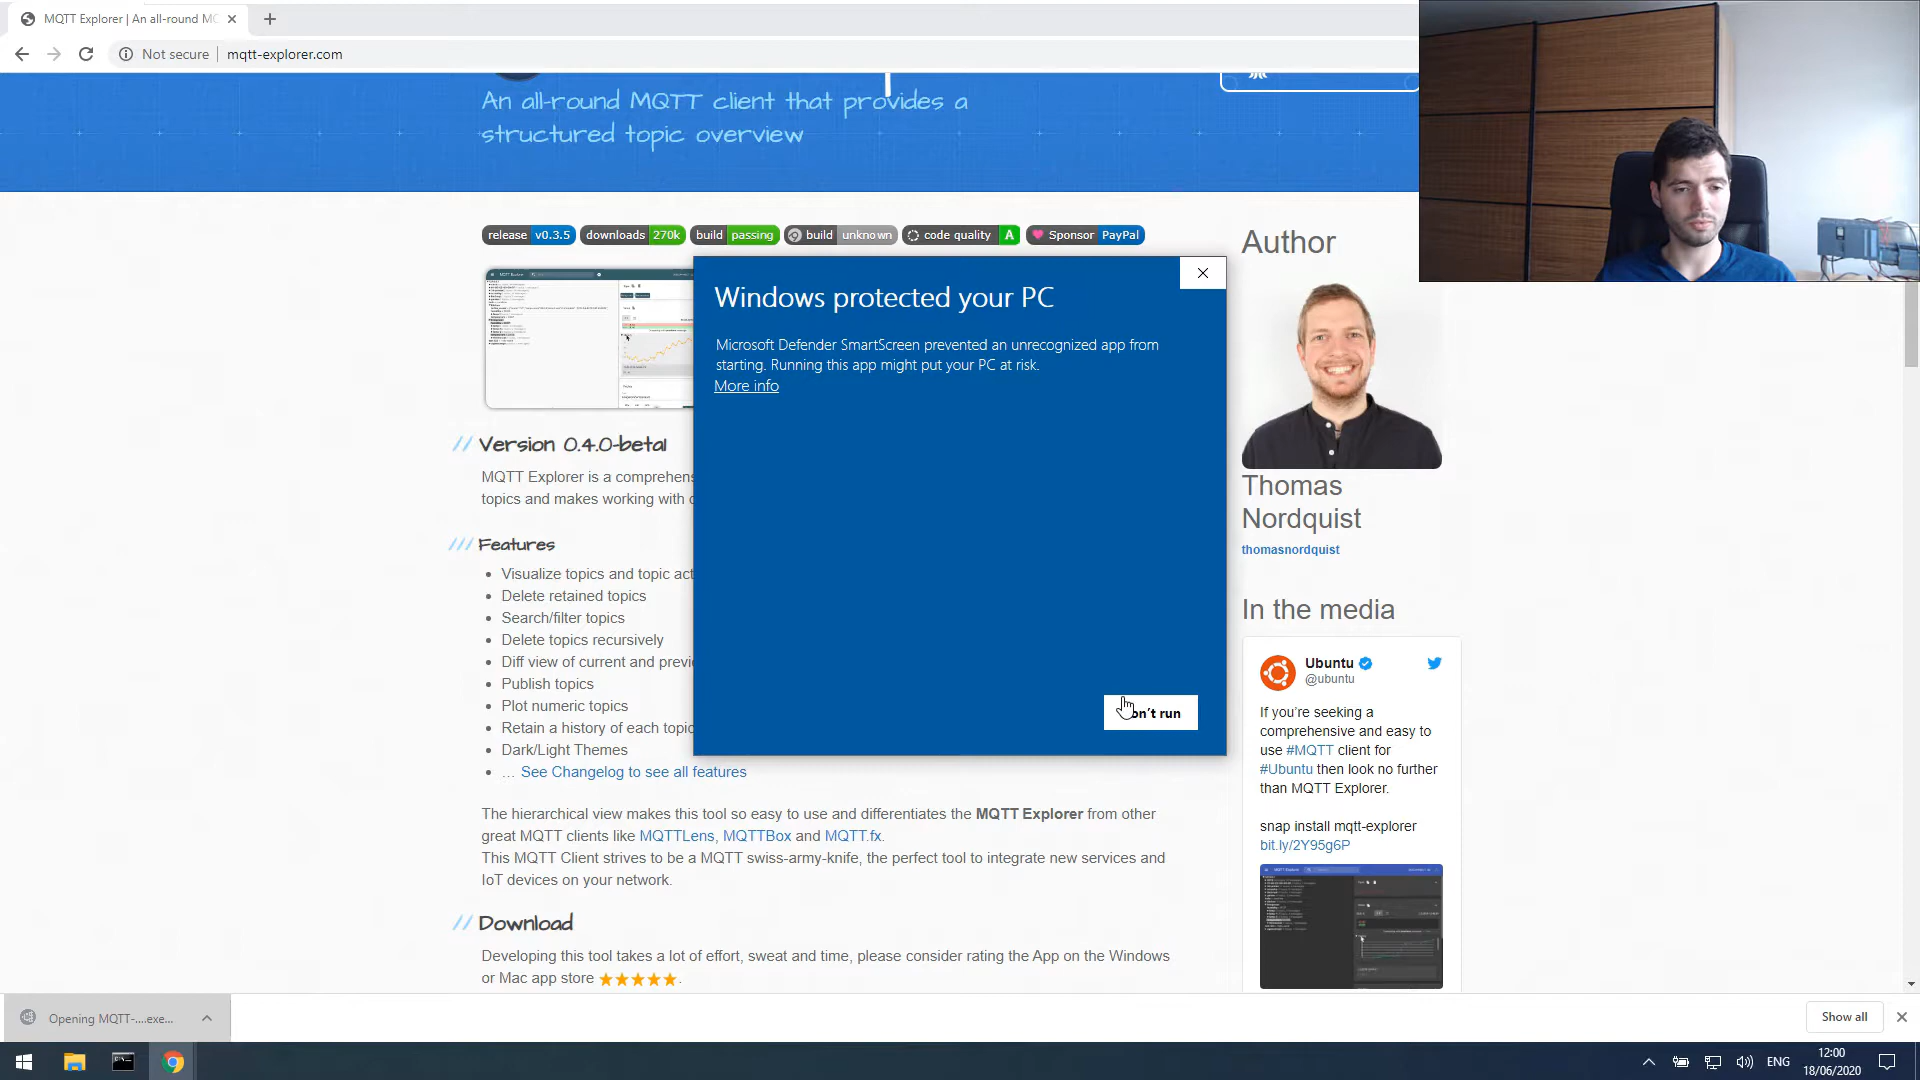 MQTT Explorer | An all-round MQ
Not secure
mqtt-explorer.com
An all-round MQTT client that provides a
structured topic overview
release v0.3.5
downloads 270k
build passing
build unknown
code quality A
Sponsor PayPal
Author
Windows protected your PC
Microsoft Defender SmartScreen prevented an unrecognized app from
starting. Running this app might put your PC at risk.
More info
on't run
Version 0.4.0-beta1
MQTT Explorer is a comprehens
topics and makes working with
Features
Visualize topics and topic act
Delete retained topics
Search/filter topics
Delete topics recursively
Diff view of current and previ
Publish topics
Plot numeric topics
Retain a history of each topic
Dark/Light Themes
… See Changelog to see all features
The hierarchical view makes this tool so easy to use and differentiates the MQTT Explorer from other
great MQTT clients like MQTTLens, MQTTBox and MQTT.fx.
This MQTT Client strives to be a MQTT swiss-army-knife, the perfect tool to integrate new services and
IoT devices on your network.
Download
Developing this tool takes a lot of effort, sweat and time, please consider rating the App on the Windows
or Mac app store ★★★★★.
Thomas
Nordquist
thomasnordquist
In the media
Ubuntu
@ubuntu
If you're seeking a
comprehensive and easy to
use #MQTT client for
#Ubuntu then look no further
than MQTT Explorer.
snap install mqtt-explorer
bit.ly/2Y95g6P
Opening MQTT-....exe...
Show all
ENG
12:00
18/06/2020